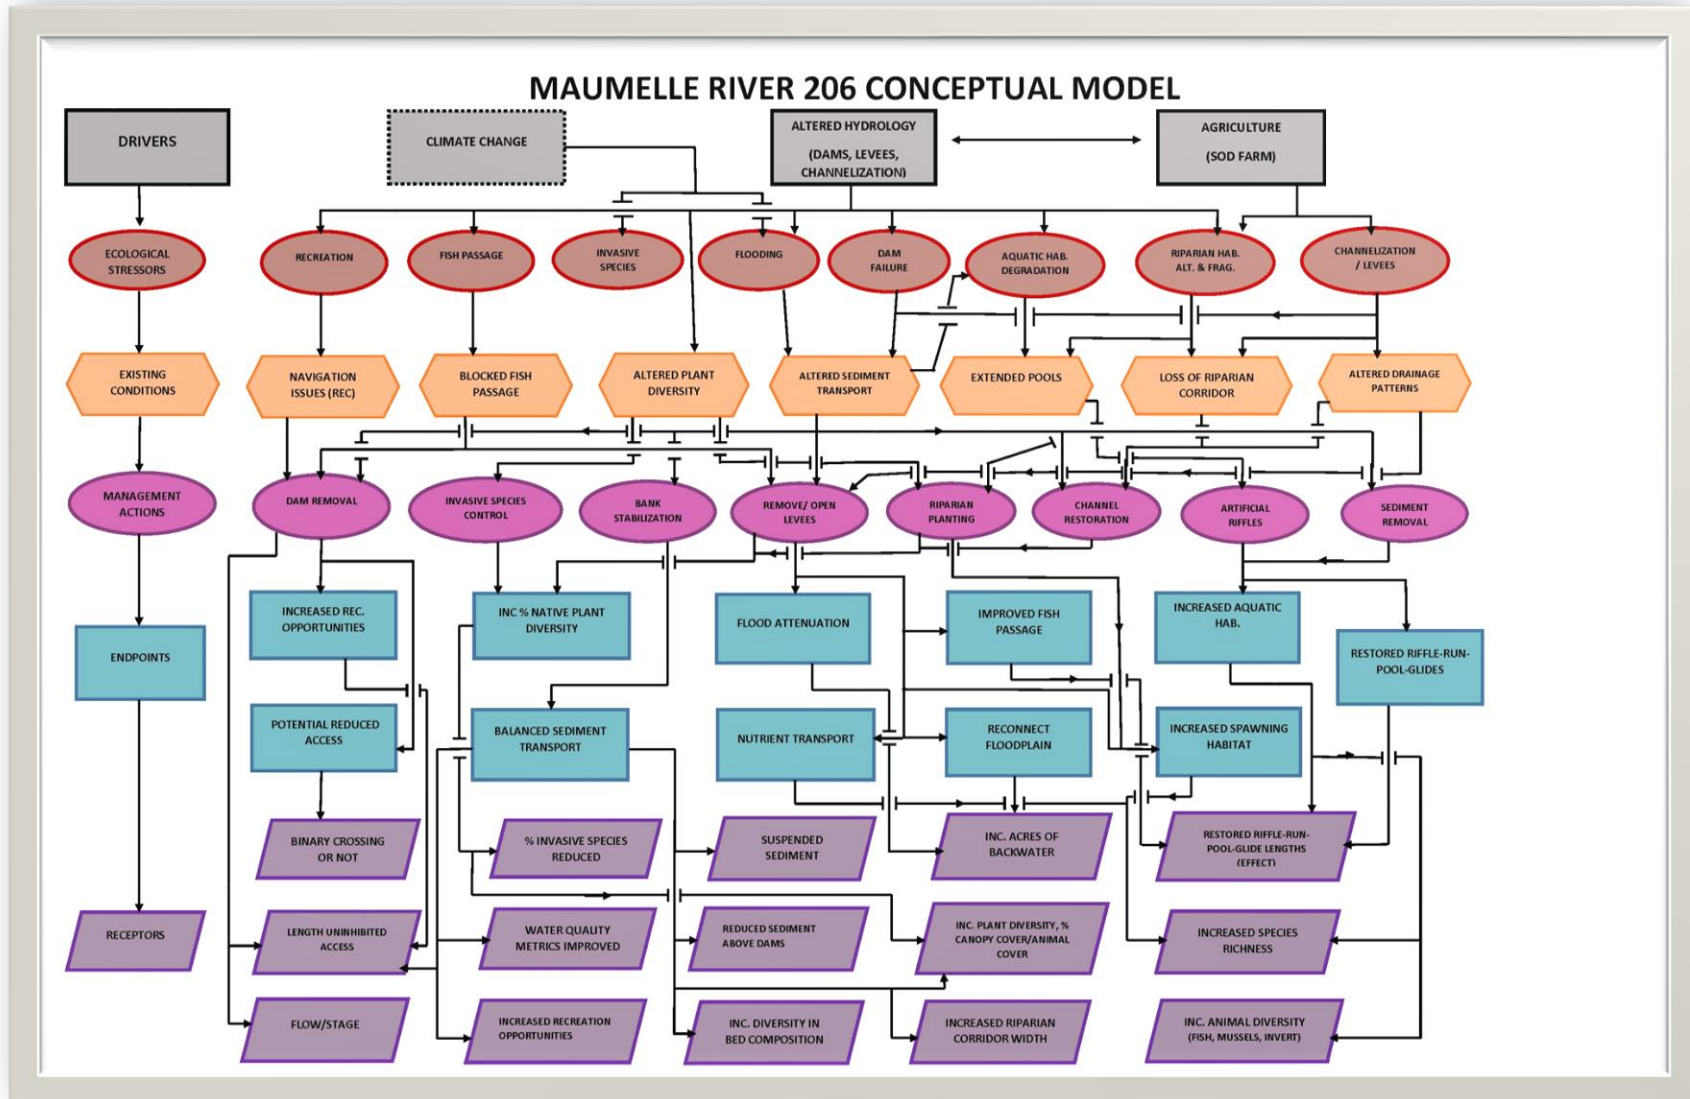 MAUMELLE RIVER 206 CONCEPTUAL MODEL
DRIVERS
CLIMATE CHANGE
ALTERED HYDROLOGY
(DAMS, LEVEES,
CHANNELIZATION)
AGRICULTURE
(SOD FARM)
ECOLOGICAL
STRESSORS
RECREATION
FISH PASSAGE
INVASIVE
SPECIES
FLOODING
DAM
FAILURE
AQUATIC HAB.
DEGRADATION
RIPARIAN HAB.
ALT. & FRAG.
CHANNELIZATION
/ LEVEES
EXISTING
CONDITIONS
NAVIGATION
ISSUES (REC)
BLOCKED FISH
PASSAGE
ALTERED PLANT
DIVERSITY
ALTERED SEDIMENT
TRANSPORT
EXTENDED POOLS
LOSS OF RIPARIAN
CORRIDOR
ALTERED DRAINAGE
PATTERNS
MANAGEMENT
ACTIONS
DAM REMOVAL
INVASIVE SPECIES
CONTROL
BANK
STABILIZATION
REMOVE/ OPEN
LEVEES
RIPARIAN
PLANTING
CHANNEL
RESTORATION
ARTIFICIAL
RIFFLES
SEDIMENT
REMOVAL
ENDPOINTS
INCREASED REC.
OPPORTUNITIES
INC % NATIVE PLANT
DIVERSITY
FLOOD ATTENUATION
IMPROVED FISH
PASSAGE
INCREASED AQUATIC
HAB.
RESTORED RIFFLE-RUN-
POOL-GLIDES
POTENTIAL REDUCED
ACCESS
BALANCED SEDIMENT
TRANSPORT
NUTRIENT TRANSPORT
RECONNECT
FLOODPLAIN
INCREASED SPAWNING
HABITAT
RECEPTORS
BINARY CROSSING
OR NOT
% INVASIVE SPECIES
REDUCED
SUSPENDED
SEDIMENT
INC. ACRES OF
BACKWATER
RESTORED RIFFLE-RUN-
POOL-GLIDE LENGTHS
(EFFECT)
LENGTH UNINHIBITED
ACCESS
WATER QUALITY
METRICS IMPROVED
REDUCED SEDIMENT
ABOVE DAMS
INC. PLANT DIVERSITY, %
CANOPY COVER/ANIMAL
COVER
INCREASED SPECIES
RICHNESS
FLOW/STAGE
INCREASED RECREATION
OPPORTUNITIES
INC. DIVERSITY IN
BED COMPOSITION
INCREASED RIPARIAN
CORRIDOR WIDTH
INC. ANIMAL DIVERSITY
(FISH, MUSSELS, INVERT)